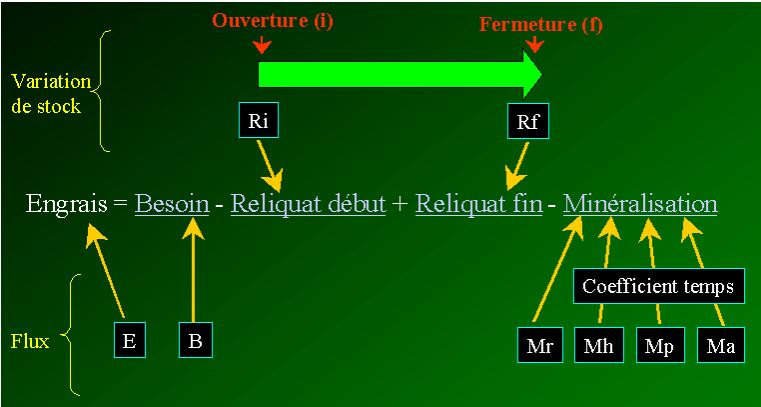 Ouverture (i)
Fermeture (f)
Variation
de stock
Ri
Rf
Engrais = Besoin - Reliquat début + Reliquat fin - Minéralisation
Coefficient temps
Flux
E
B
Mr
Mh
Mp
Ma